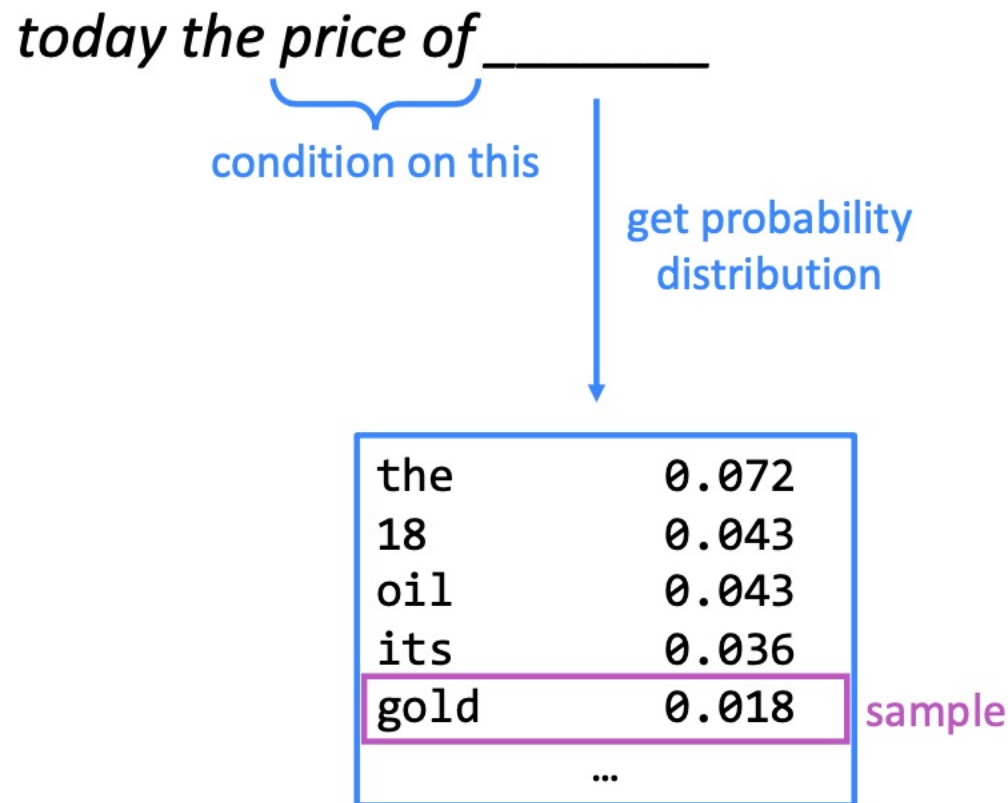 today the price of _______
condition on this
get probability
distribution
the 0.072
18 0.043
oil 0.043
its 0.036
gold 0.018 sample
…